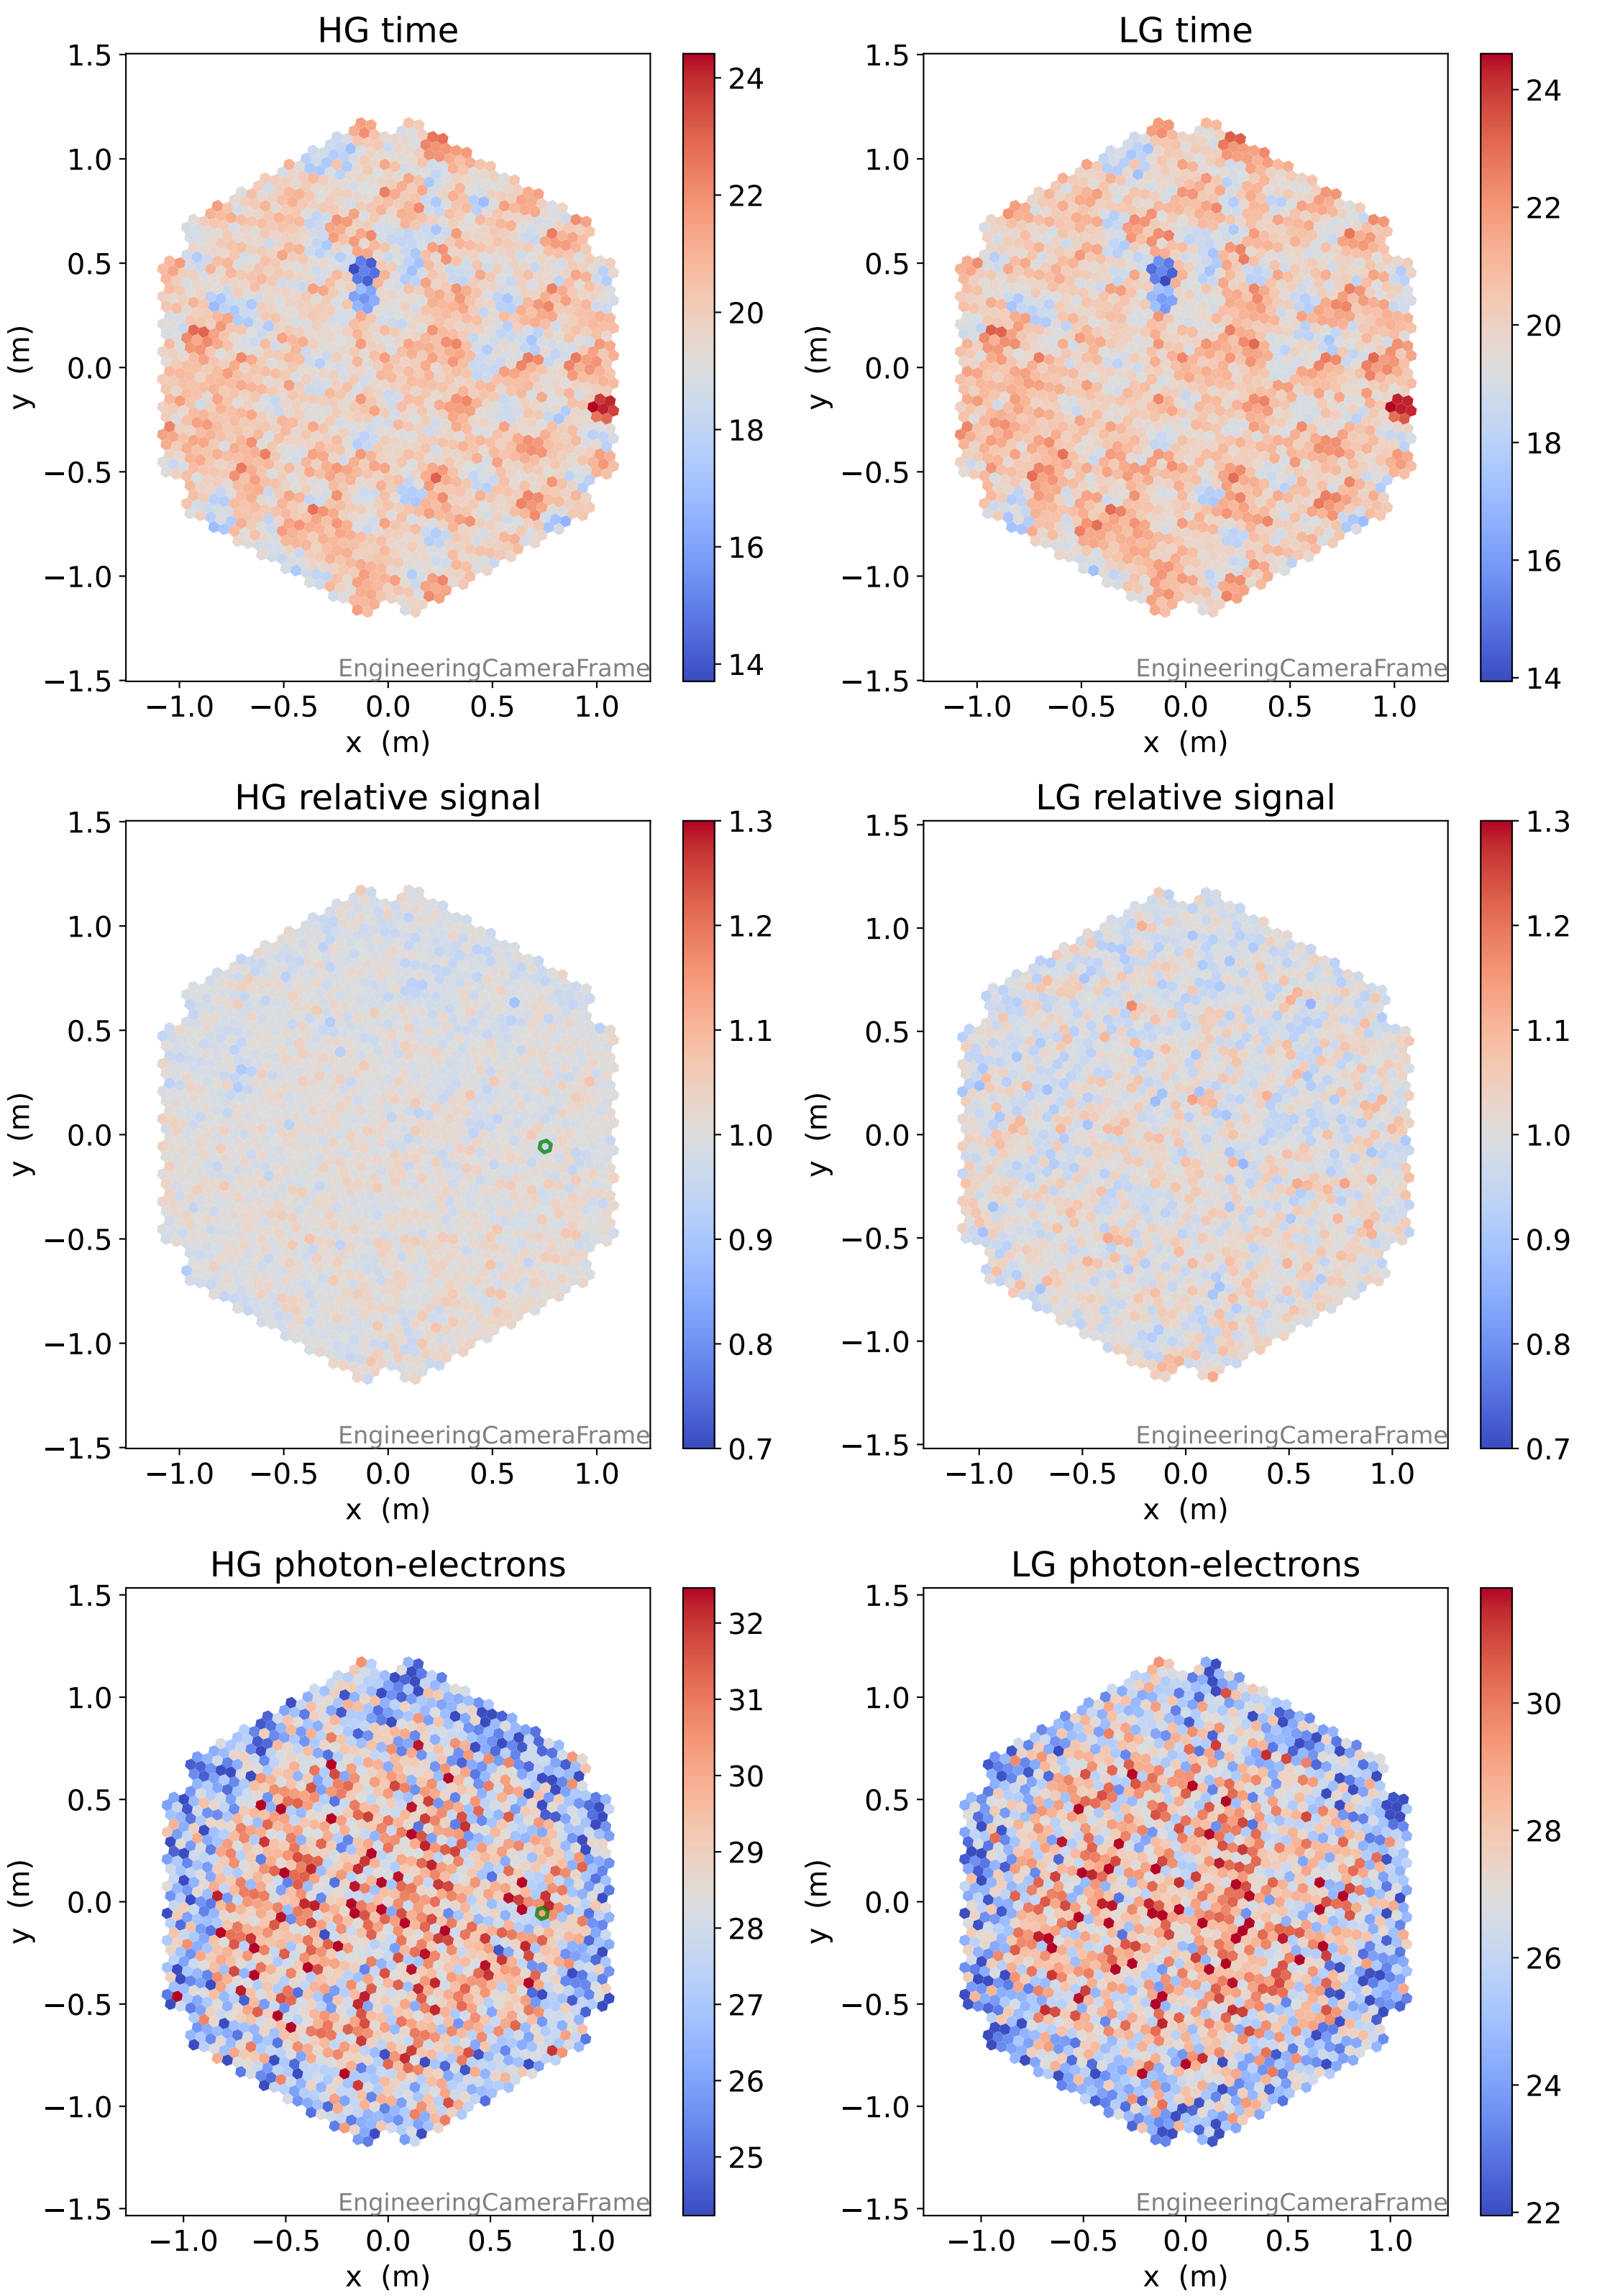 HG time
1.5
1.0
0.5
0.0
−0.5
−1.0
−1.5
y (m)
−1.0 −0.5 0.0 0.5 1.0
x (m)
EngineeringCameraFrame
24
22
20
18
16
14
LG time
1.5
1.0
0.5
0.0
−0.5
−1.0
−1.5
y (m)
−1.0 −0.5 0.0 0.5 1.0
x (m)
EngineeringCameraFrame
24
22
20
18
16
14
HG relative signal
1.5
1.0
0.5
0.0
−0.5
−1.0
−1.5
y (m)
−1.0 −0.5 0.0 0.5 1.0
x (m)
EngineeringCameraFrame
1.3
1.2
1.1
1.0
0.9
0.8
0.7
LG relative signal
1.5
1.0
0.5
0.0
−0.5
−1.0
−1.5
y (m)
−1.0 −0.5 0.0 0.5 1.0
x (m)
EngineeringCameraFrame
1.3
1.2
1.1
1.0
0.9
0.8
0.7
HG photon-electrons
1.5
1.0
0.5
0.0
−0.5
−1.0
−1.5
y (m)
−1.0 −0.5 0.0 0.5 1.0
x (m)
EngineeringCameraFrame
32
31
30
29
28
27
26
25
LG photon-electrons
1.5
1.0
0.5
0.0
−0.5
−1.0
−1.5
y (m)
−1.0 −0.5 0.0 0.5 1.0
x (m)
EngineeringCameraFrame
30
28
26
24
22